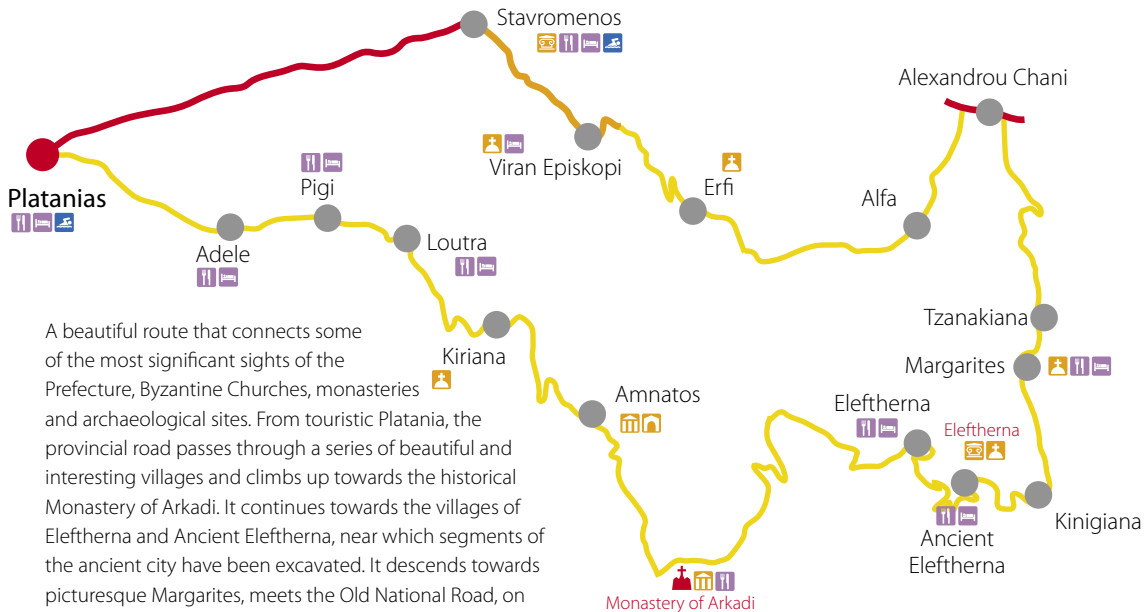 Stavromenos
Alexandrou Chani
Viran Episkopi
Erfi
Platanias
Pigi
Alfa
Adele
Loutra
Tzanakiana
Kiriana
Margarites
Amnatos
Eleftherna
Eleftherna
Kinigiana
Ancient
Eleftherna
Monastery of Arkadi
A beautiful route that connects some
of the most significant sights of the
Prefecture, Byzantine Churches, monasteries
and archaeological sites. From touristic Platania, the
provincial road passes through a series of beautiful and
interesting villages and climbs up towards the historical
Monastery of Arkadi. It continues towards the villages of
Eleftherna and Ancient Eleftherna, near which segments of
the ancient city have been excavated. It descends towards
picturesque Margarites, meets the Old National Road, on